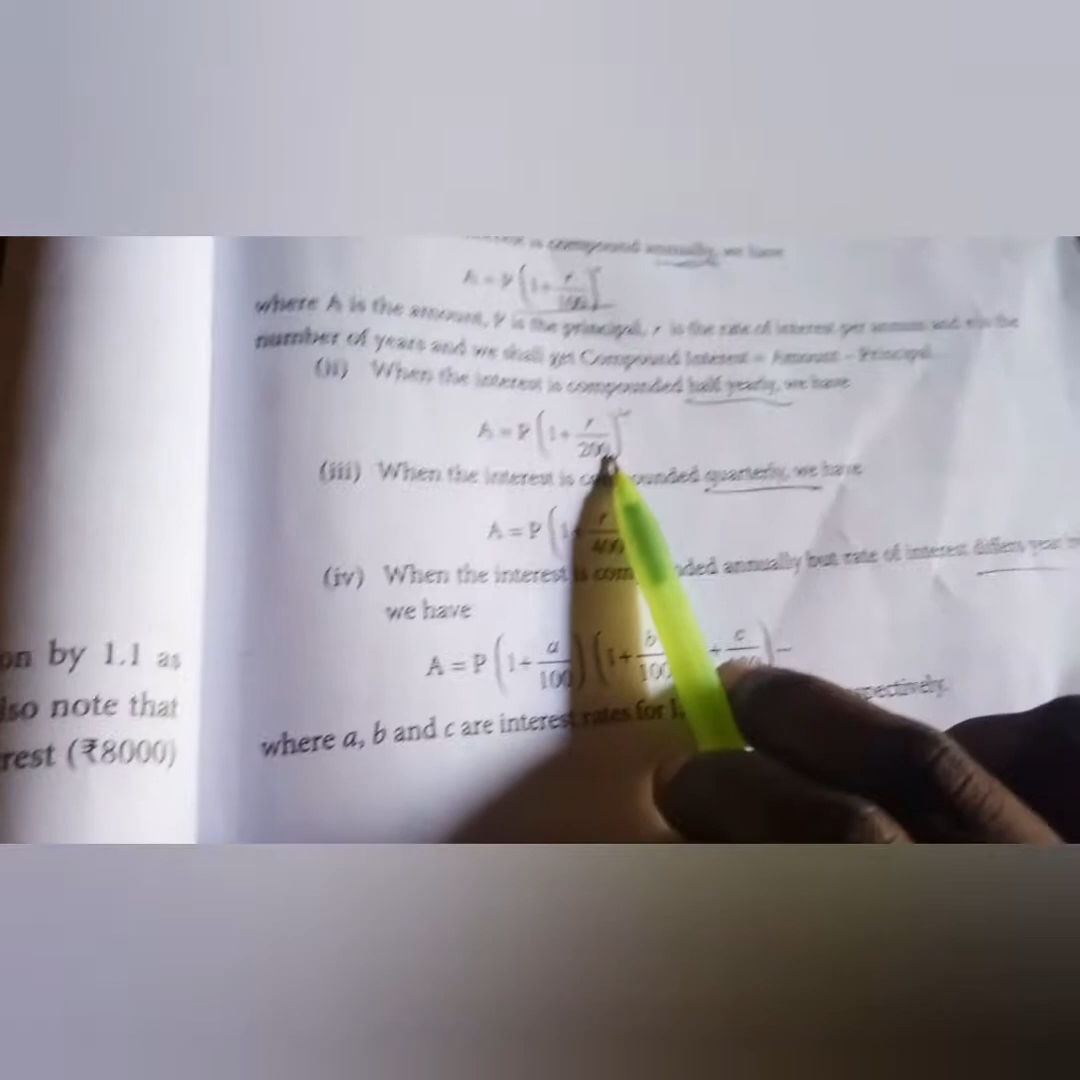 is compound annually, we have
A = P (1 + r/100)
where A is the amount, P is the principal, r is the rate of interest per annum and n is the
number of years and we shall get Compound Interest = Amount - Principal
(ii) When the interest is compounded half yearly, we have
A = P (1 + r/200
(iii) When the interest is unded quarterly, we have
A = P (1 r/400
(iv) When the interest is com ded annually but rate of interest differs year
we have
A = P (1 + a/100) (1 + b/100 + c/ )
where a, b and c are interest rates for pectively.
on by 1.1 as
lso note that
rest (₹8000)